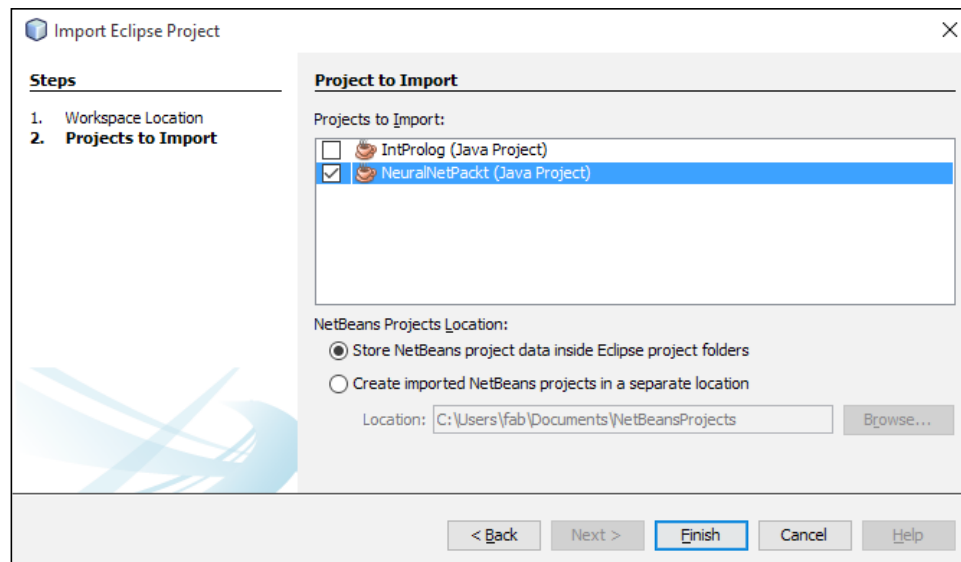 Import Eclipse Project
Steps
1. Workspace Location
2. Projects to Import
Project to Import
Projects to Import:
IntProlog (Java Project)
NeuralNetPackt (Java Project)
NetBeans Projects Location:
Store NetBeans project data inside Eclipse project folders
Create imported NetBeans projects in a separate location
Location: C:\Users\fab\Documents\NetBeansProjects Browse...
< Back Next > Finish Cancel Help